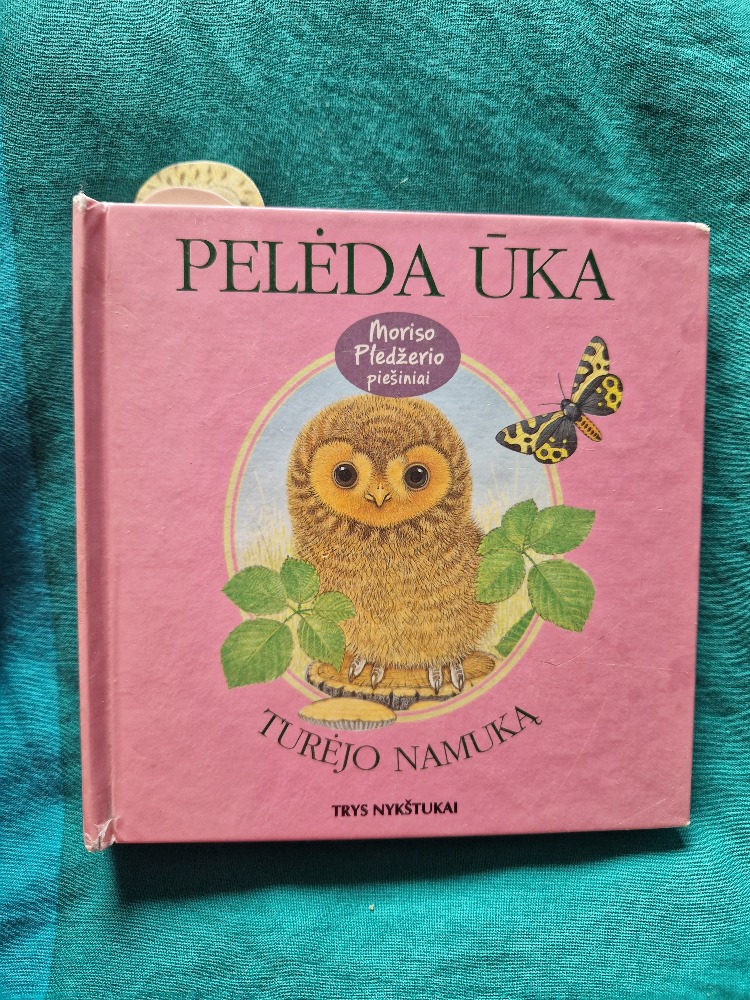 PELĖDA ŪKA
Moriso
Pledžerio
piešiniai
TURĖJO NAMUKĄ
TRYS NYKŠTUKAI